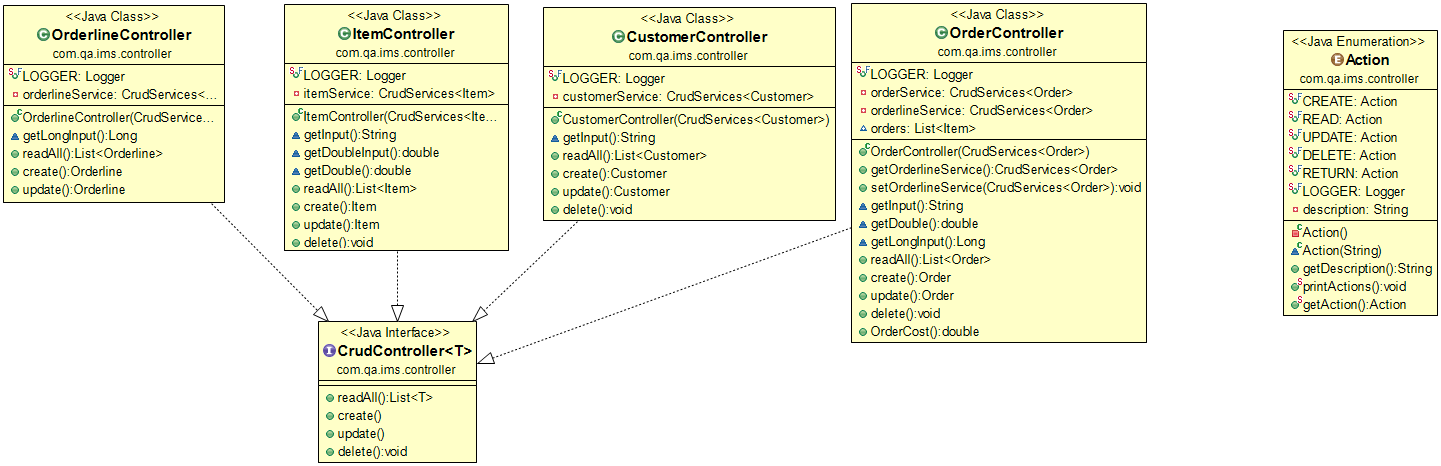 <<Java Class>>
OrderlineController
com.qa.ims.controller
LOGGER: Logger
orderlineService: CrudServices<...
OrderlineController(CrudService...
getLongInput():Long
readAll():List<Orderline>
create():Orderline
update():Orderline
<<Java Class>>
ItemController
com.qa.ims.controller
LOGGER: Logger
itemService: CrudServices<Item>
ItemController(CrudServices<Ite...
getInput():String
getDoubleInput():double
getDouble():double
readAll():List<Item>
create():Item
update():Item
delete():void
<<Java Class>>
CustomerController
com.qa.ims.controller
LOGGER: Logger
customerService: CrudServices<Customer>
CustomerController(CrudServices<Customer>)
getInput():String
readAll():List<Customer>
create():Customer
update():Customer
delete():void
<<Java Class>>
OrderController
com.qa.ims.controller
LOGGER: Logger
orderService: CrudServices<Order>
orderlineService: CrudServices<Order>
orders: List<Item>
OrderController(CrudServices<Order>)
getOrderlineService():CrudServices<Order>
setOrderlineService(CrudServices<Order>):void
getInput():String
getDouble():double
getLongInput():Long
readAll():List<Order>
create():Order
update():Order
delete():void
OrderCost():double
<<Java Enumeration>>
Action
com.qa.ims.controller
CREATE: Action
READ: Action
UPDATE: Action
DELETE: Action
RETURN: Action
LOGGER: Logger
description: String
Action()
Action(String)
getDescription():String
printActions():void
getAction():Action
<<Java Interface>>
CrudController<T>
com.qa.ims.controller
readAll():List<T>
create()
update()
delete():void